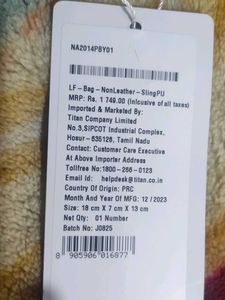 NA2014PBY01
LF - Bag - NonLeather - SlingPU
MRP: Rs. 1 749.00 (Inlcusive of all taxes)
Imported & Marketed By:
Titan Company Limited
No.3,SIPCOT Industrial Complex,
Hosur - 635126, Tamil Nadu
Contact: Customer Care Executive
At Above Importer Address
Tollfree No:1800-266-0123
Email id : helpdesk@titan.co.in
Country Of Origin: PRC
Month And Year Of MFG: 12 / 2023
Size: 18 cm X 7 cm X 13 cm
Net Qty: 01 Number
Batch No: J0825
8 905906 016877